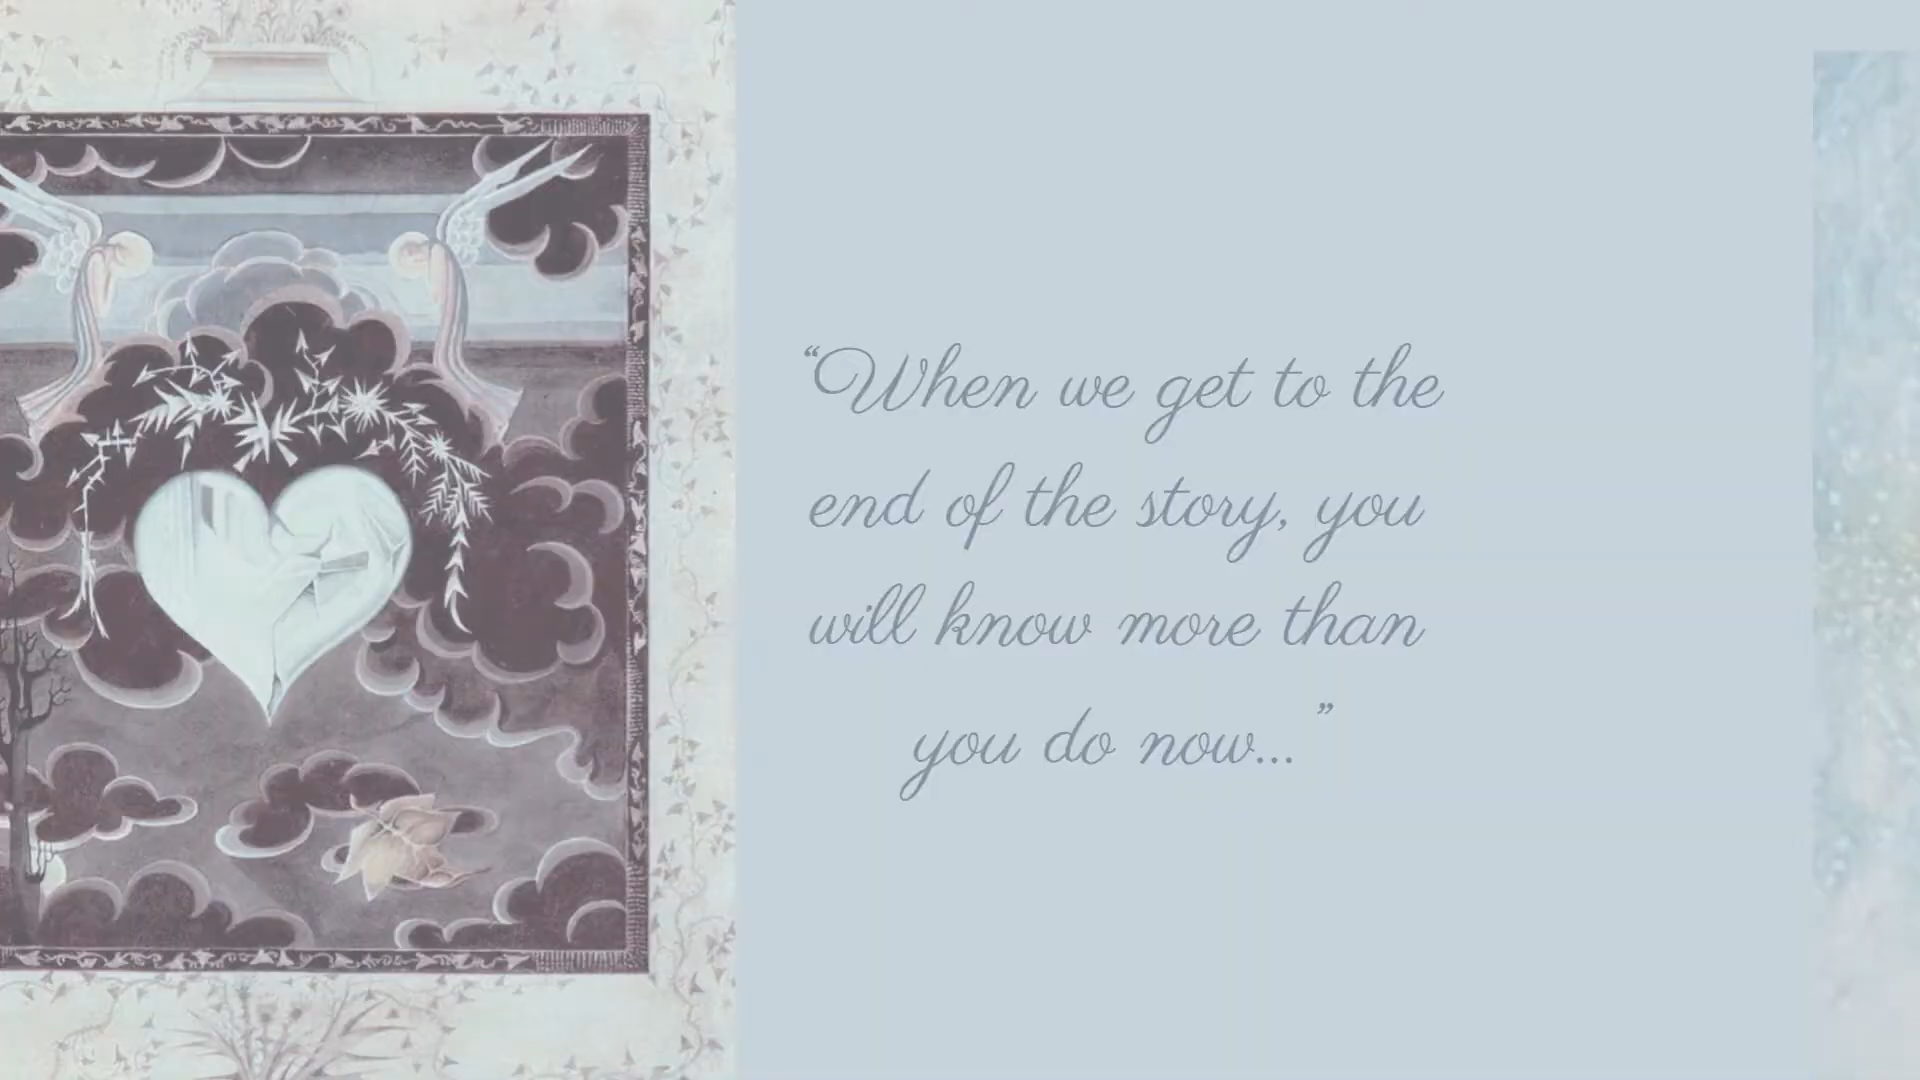 “When we get to the
end of the story, you
will know more than
you do now...”